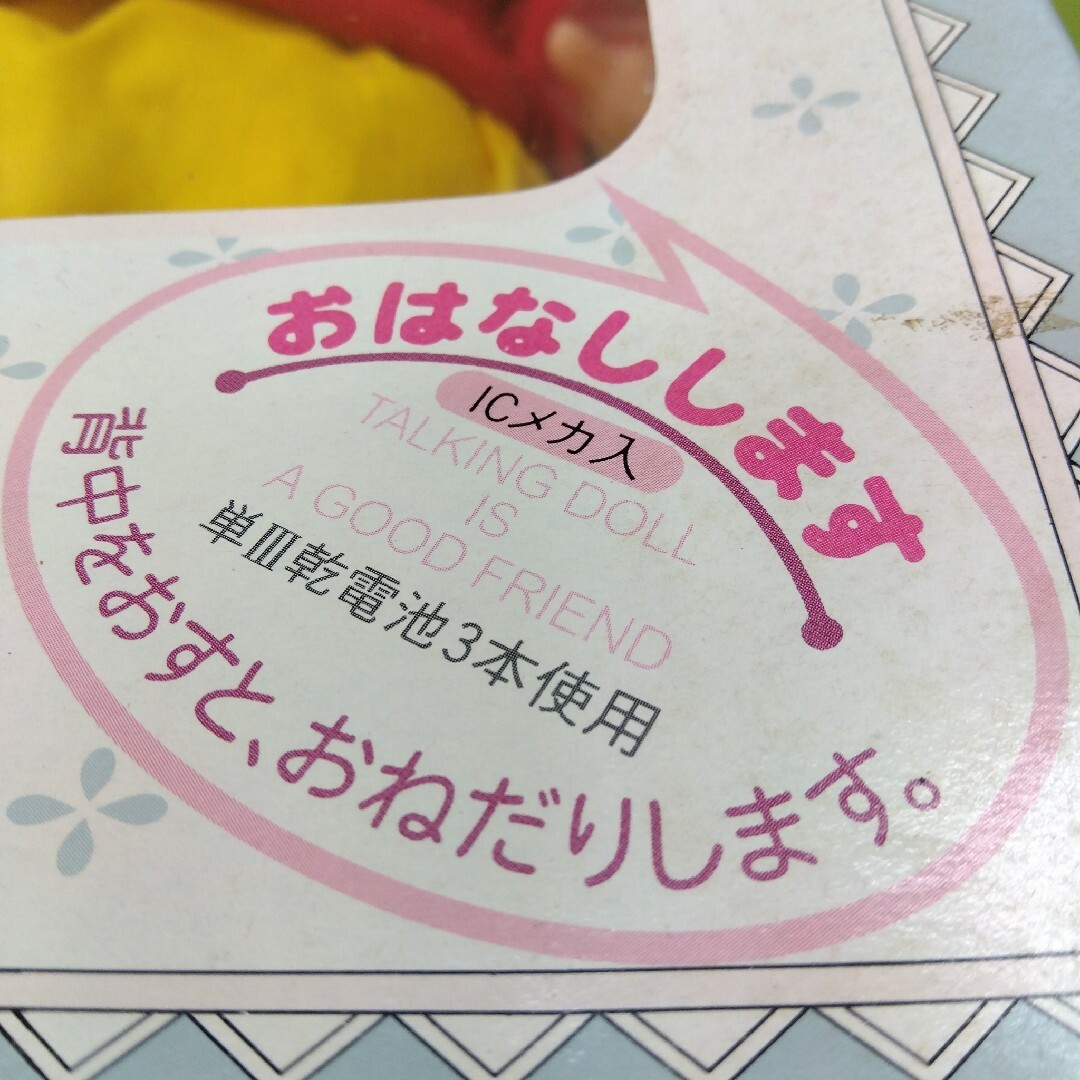 おはなしします
ICメカ入
TALKING DOLL
IS
A GOOD FRIEND
単Ⅲ乾電池3本使用
背中をおすと、おねだりします。